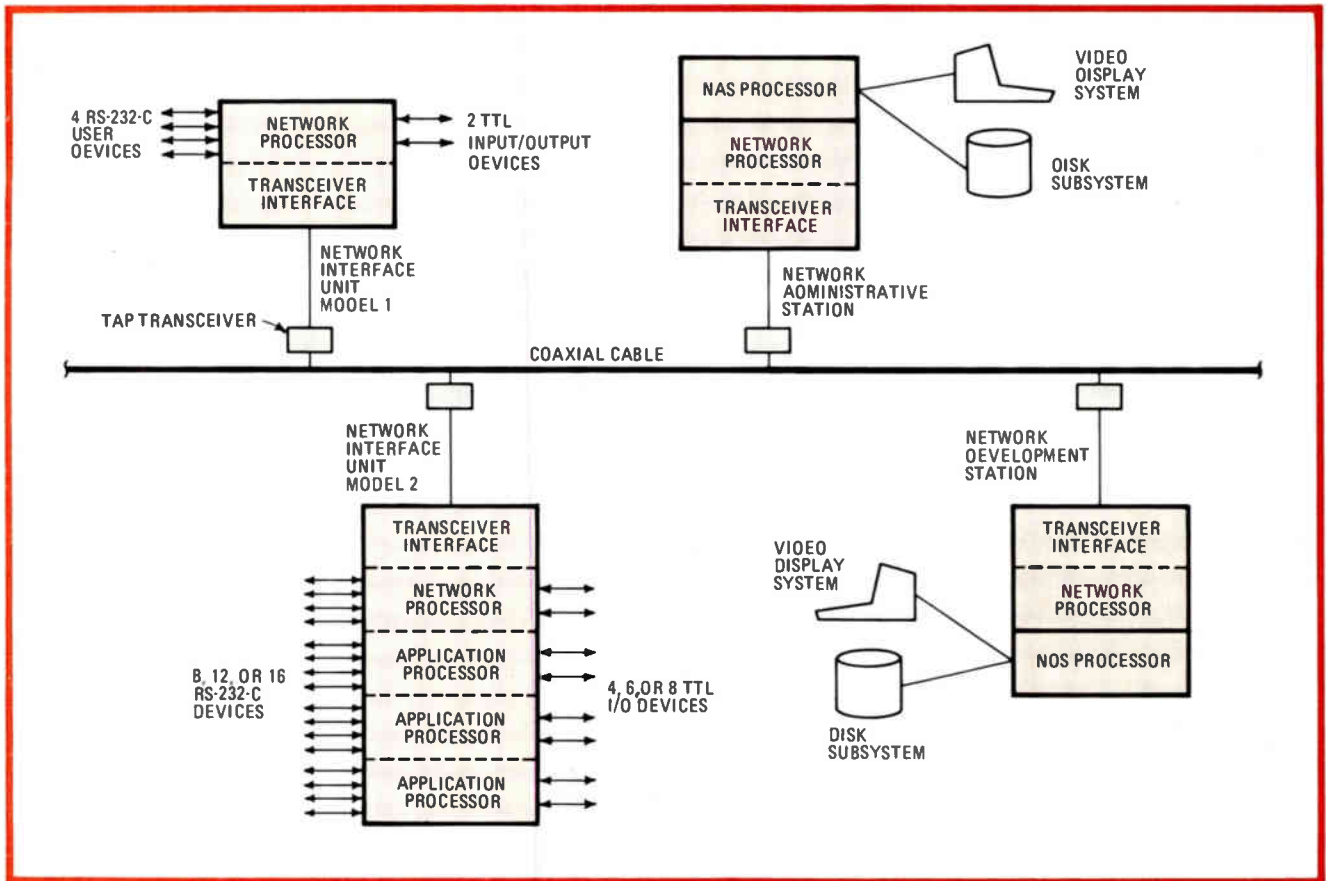 4 RS-232-C
USER
OEVICES
NETWORK
PROCESSOR
TRANSCEIVER
INTERFACE
2 TTL
INPUT/OUTPUT
OEVICES
NETWORK
INTERFACE
UNIT
MOOEL 1
TAP TRANSCEIVER
NAS PROCESSOR
NETWORK
PROCESSOR
TRANSCEIVER
INTERFACE
VIDEO
DISPLAY
SYSTEM
OISK
SUBSYSTEM
NETWORK
AOMINISTRATIVE
STATION
COAXIAL CABLE
NETWORK
INTERFACE
UNIT
MODEL 2
TRANSCEIVER
INTERFACE
NETWORK
PROCESSOR
APPLICATION
PROCESSOR
APPLICATION
PROCESSOR
APPLICATION
PROCESSOR
B, 12, OR 16
RS-232-C
DEVICES
4, 6, OR 8 TTL
I/O DEVICES
NETWORK
OEVELOPMENT
STATION
TRANSCEIVER
INTERFACE
NETWORK
PROCESSOR
NOS PROCESSOR
VIOEO
DISPLAY
SYSTEM
DISK
SUBSYSTEM